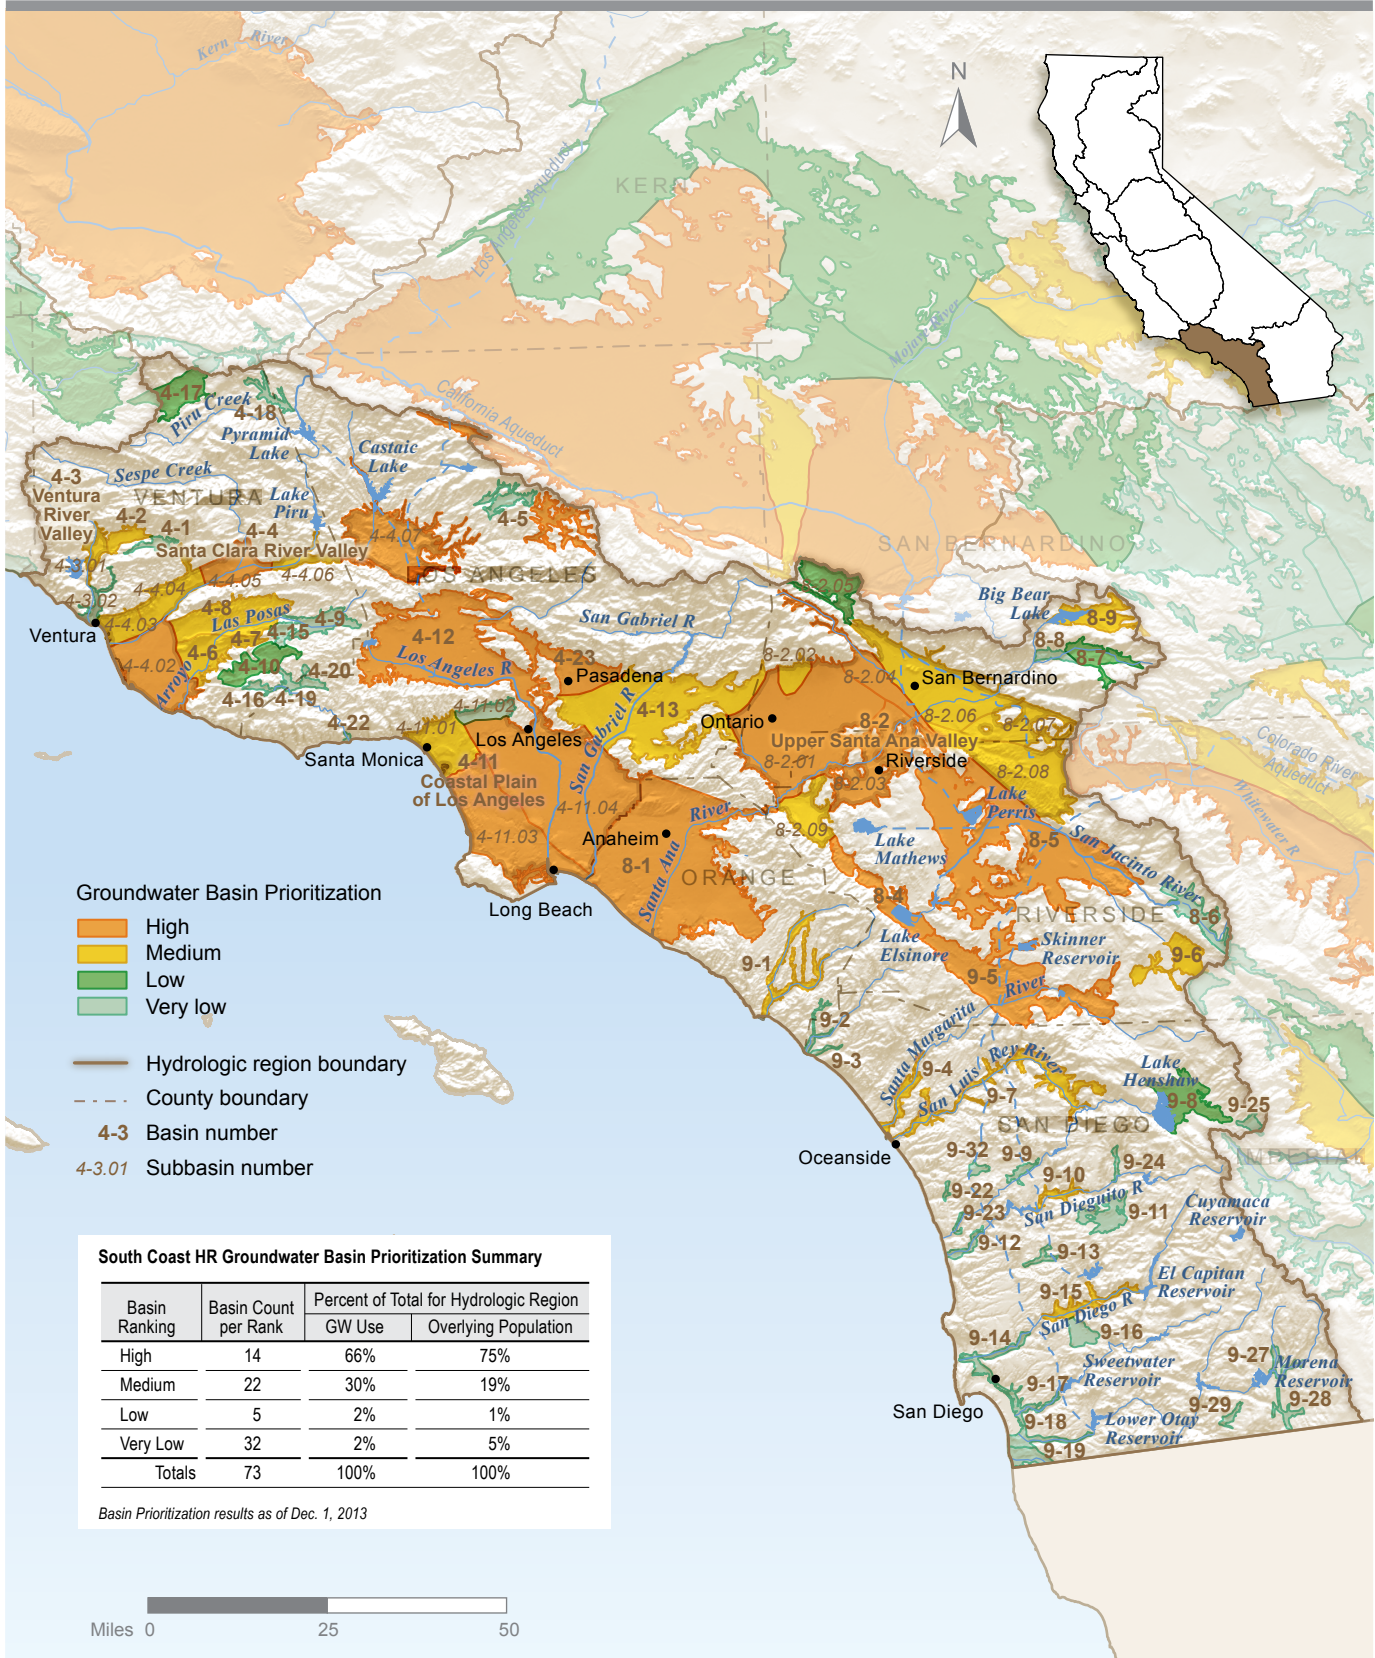 N
Kern River
KERN
Los Angeles Aqueduct
Mojave River
California Aqueduct
4-17
Piru Creek
4-18
Pyramid
Lake
Castaic
Lake
Sespe Creek
4-3
Ventura
River
Valley
VENTURA
Lake
Piru
4-2
4-1
4-4
Santa Clara River Valley
4-4.07
4-5
4-3.01
4-4.04
4-4.05
4-4.06
LOS ANGELES
SAN BERNARDINO
8-2.05
Big Bear
Lake
8-9
8-8
8-7
4-3.02
Ventura
4-4.03
4-8
Las Posas
4-9
4-7
4-15
4-6
4-4.02
Arroyo
4-10
4-20
4-16
4-19
4-12
Los Angeles R
San Gabriel R
4-23
Pasadena
4-13
8-2.02
8-2.04
San Bernardino
4-22
4-11.01
4-11.02
Los Angeles
San Gabriel R
Ontario
8-2
Upper Santa Ana Valley
8-2.06
8-2.07
8-2.01
Riverside
8-2.03
8-2.08
Santa Monica
4-11
Coastal Plain
of Los Angeles
4-11.04
4-11.03
Anaheim
River
Santa Ana
8-1
8-2.09
Lake
Perris
Lake
Mathews
8-5
San Jacinto River
Colorado River
Aqueduct
Whitewater R
Long Beach
ORANGE
8-4
RIVERSIDE
8-6
Lake
Elsinore
Skinner
Reservoir
9-6
9-1
9-5
River
Santa Margarita
9-2
9-3
9-4
San Luis Rey River
9-7
Lake
Henshaw
9-8
9-25
SAN DIEGO
Oceanside
IMPERIAL
9-32
9-9
9-24
9-10
9-22
9-23
San Dieguito R
9-11
Cuyamaca
Reservoir
9-12
9-13
El Capitan
Reservoir
9-15
San Diego R
9-14
9-16
9-27
Morena
Reservoir
Sweetwater
Reservoir
9-17
9-29
9-28
San Diego
9-18
Lower Otay
Reservoir
9-19
Groundwater Basin Prioritization
High
Medium
Low
Very low
Hydrologic region boundary
County boundary
4-3 Basin number
4-3.01 Subbasin number
South Coast HR Groundwater Basin Prioritization Summary
Basin Ranking Basin Count per Rank Percent of Total for Hydrologic Region
GW Use Overlying Population
High 14 66% 75%
Medium 22 30% 19%
Low 5 2% 1%
Very Low 32 2% 5%
Totals 73 100% 100%
Basin Prioritization results as of Dec. 1, 2013
Miles 0 25 50